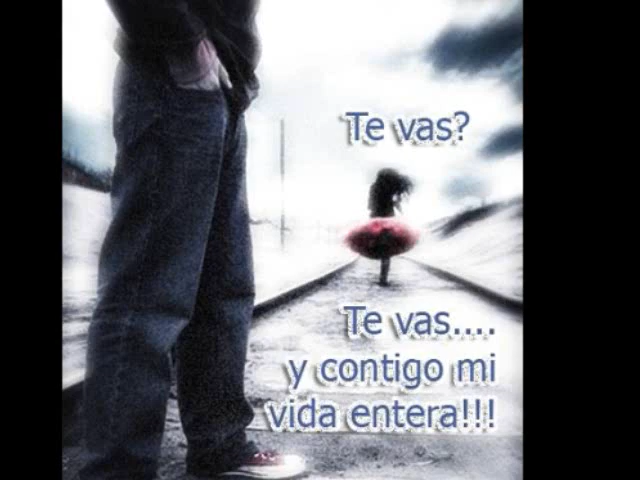 Te vas?
Te vas....
y contigo mi
vida entera!!!